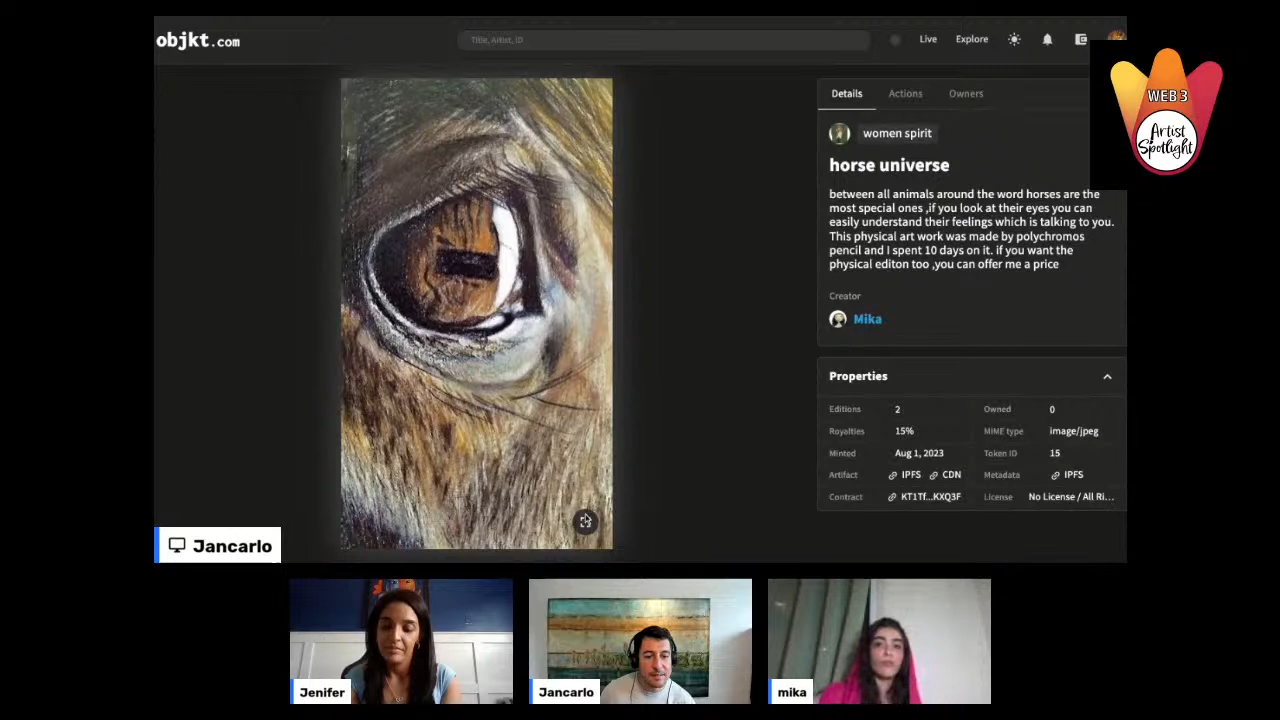 objkt.com
Title, Artist, ID
Live
Explore
WEB 3
Artist
Spotlight
Details
Actions
Owners
women spirit
horse universe
between all animals around the word horses are the
most special ones ,if you look at their eyes you can
easily understand their feelings which is talking to you.
This physical art work was made by polychromos
pencil and I spent 10 days on it. if you want the
physical editon too ,you can offer me a price
Creator
Mika
Properties
Editions 2 Owned 0
Royalties 15% MIME type image/jpeg
Minted Aug 1, 2023 Token ID 15
Artifact IPFS CDN Metadata IPFS
Contract KT1Tf...KXQ3F License No License / All Ri...
Jancarlo
Jenifer
Jancarlo
mika